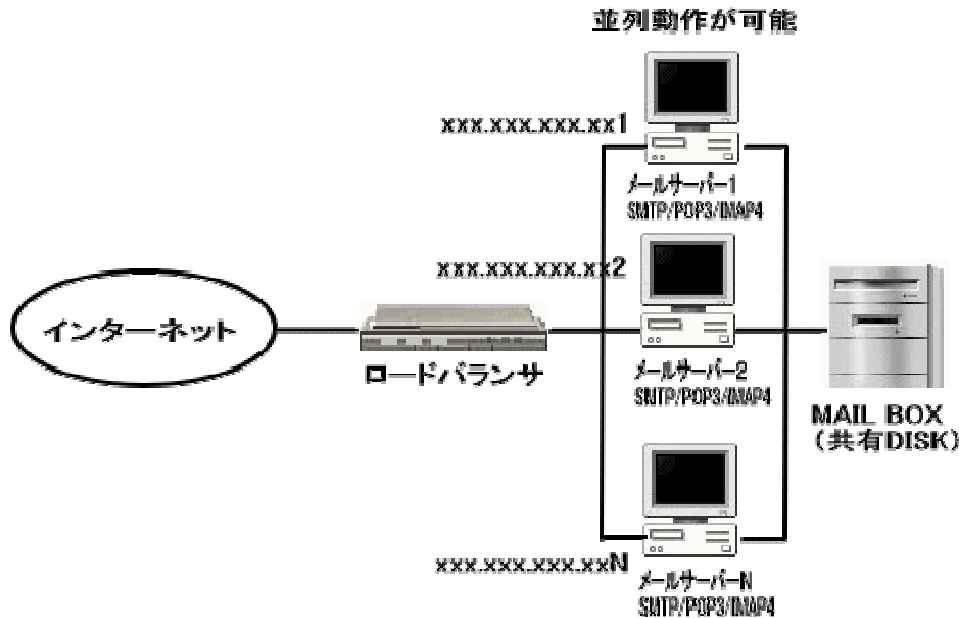 並列動作が可能
xxx.xxx.xxx.xx1
メールサーバー1
SMTP/POP3/IMAP4
xxx.xxx.xxx.xx2
インターネット
ロードバランサ
メールサーバー2
SMTP/POP3/IMAP4
MAIL BOX
(共有DISK)
xxx.xxx.xxx.xxN
メールサーバーN
SMTP/POP3/IMAP4